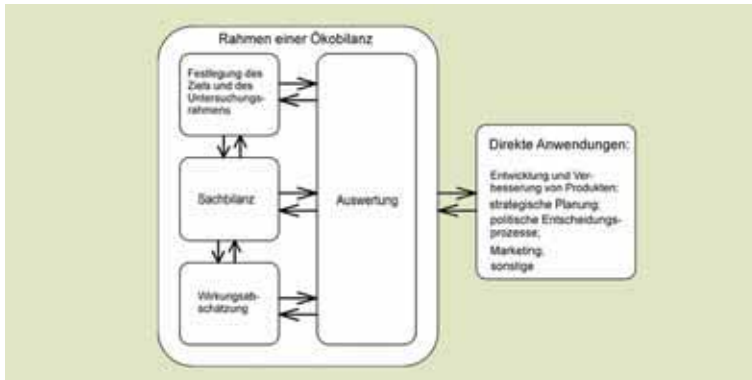 Rahmen einer Ökobilanz
Festlegung des
Ziels und des
Untersuchungs-
rahmens
Sachbilanz
Wirkungsab-
schätzung
Auswertung
Direkte Anwendungen:
Entwicklung und Ver-
besserung von Produkten;
strategische Planung;
politische Entscheidungs-
prozesse;
Marketing;
sonstige